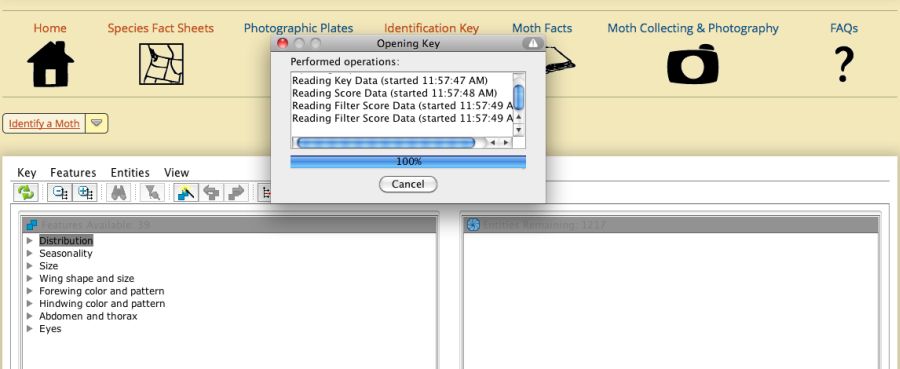 Home Species Fact Sheets Photographic Plates Identification Key Moth Facts Moth Collecting & Photography FAQs
?
Opening Key
Performed operations:
Reading Key Data (started 11:57:47 AM)
Reading Score Data (started 11:57:48 AM)
Reading Filter Score Data (started 11:57:49 A
Reading Filter Score Data (started 11:57:49 A
100%
Cancel
Identify a Moth
Key Features Entities View
Features Available: 39
Distribution
Seasonality
Size
Wing shape and size
Forewing color and pattern
Hindwing color and pattern
Abdomen and thorax
Eyes
Entities Remaining: 1217